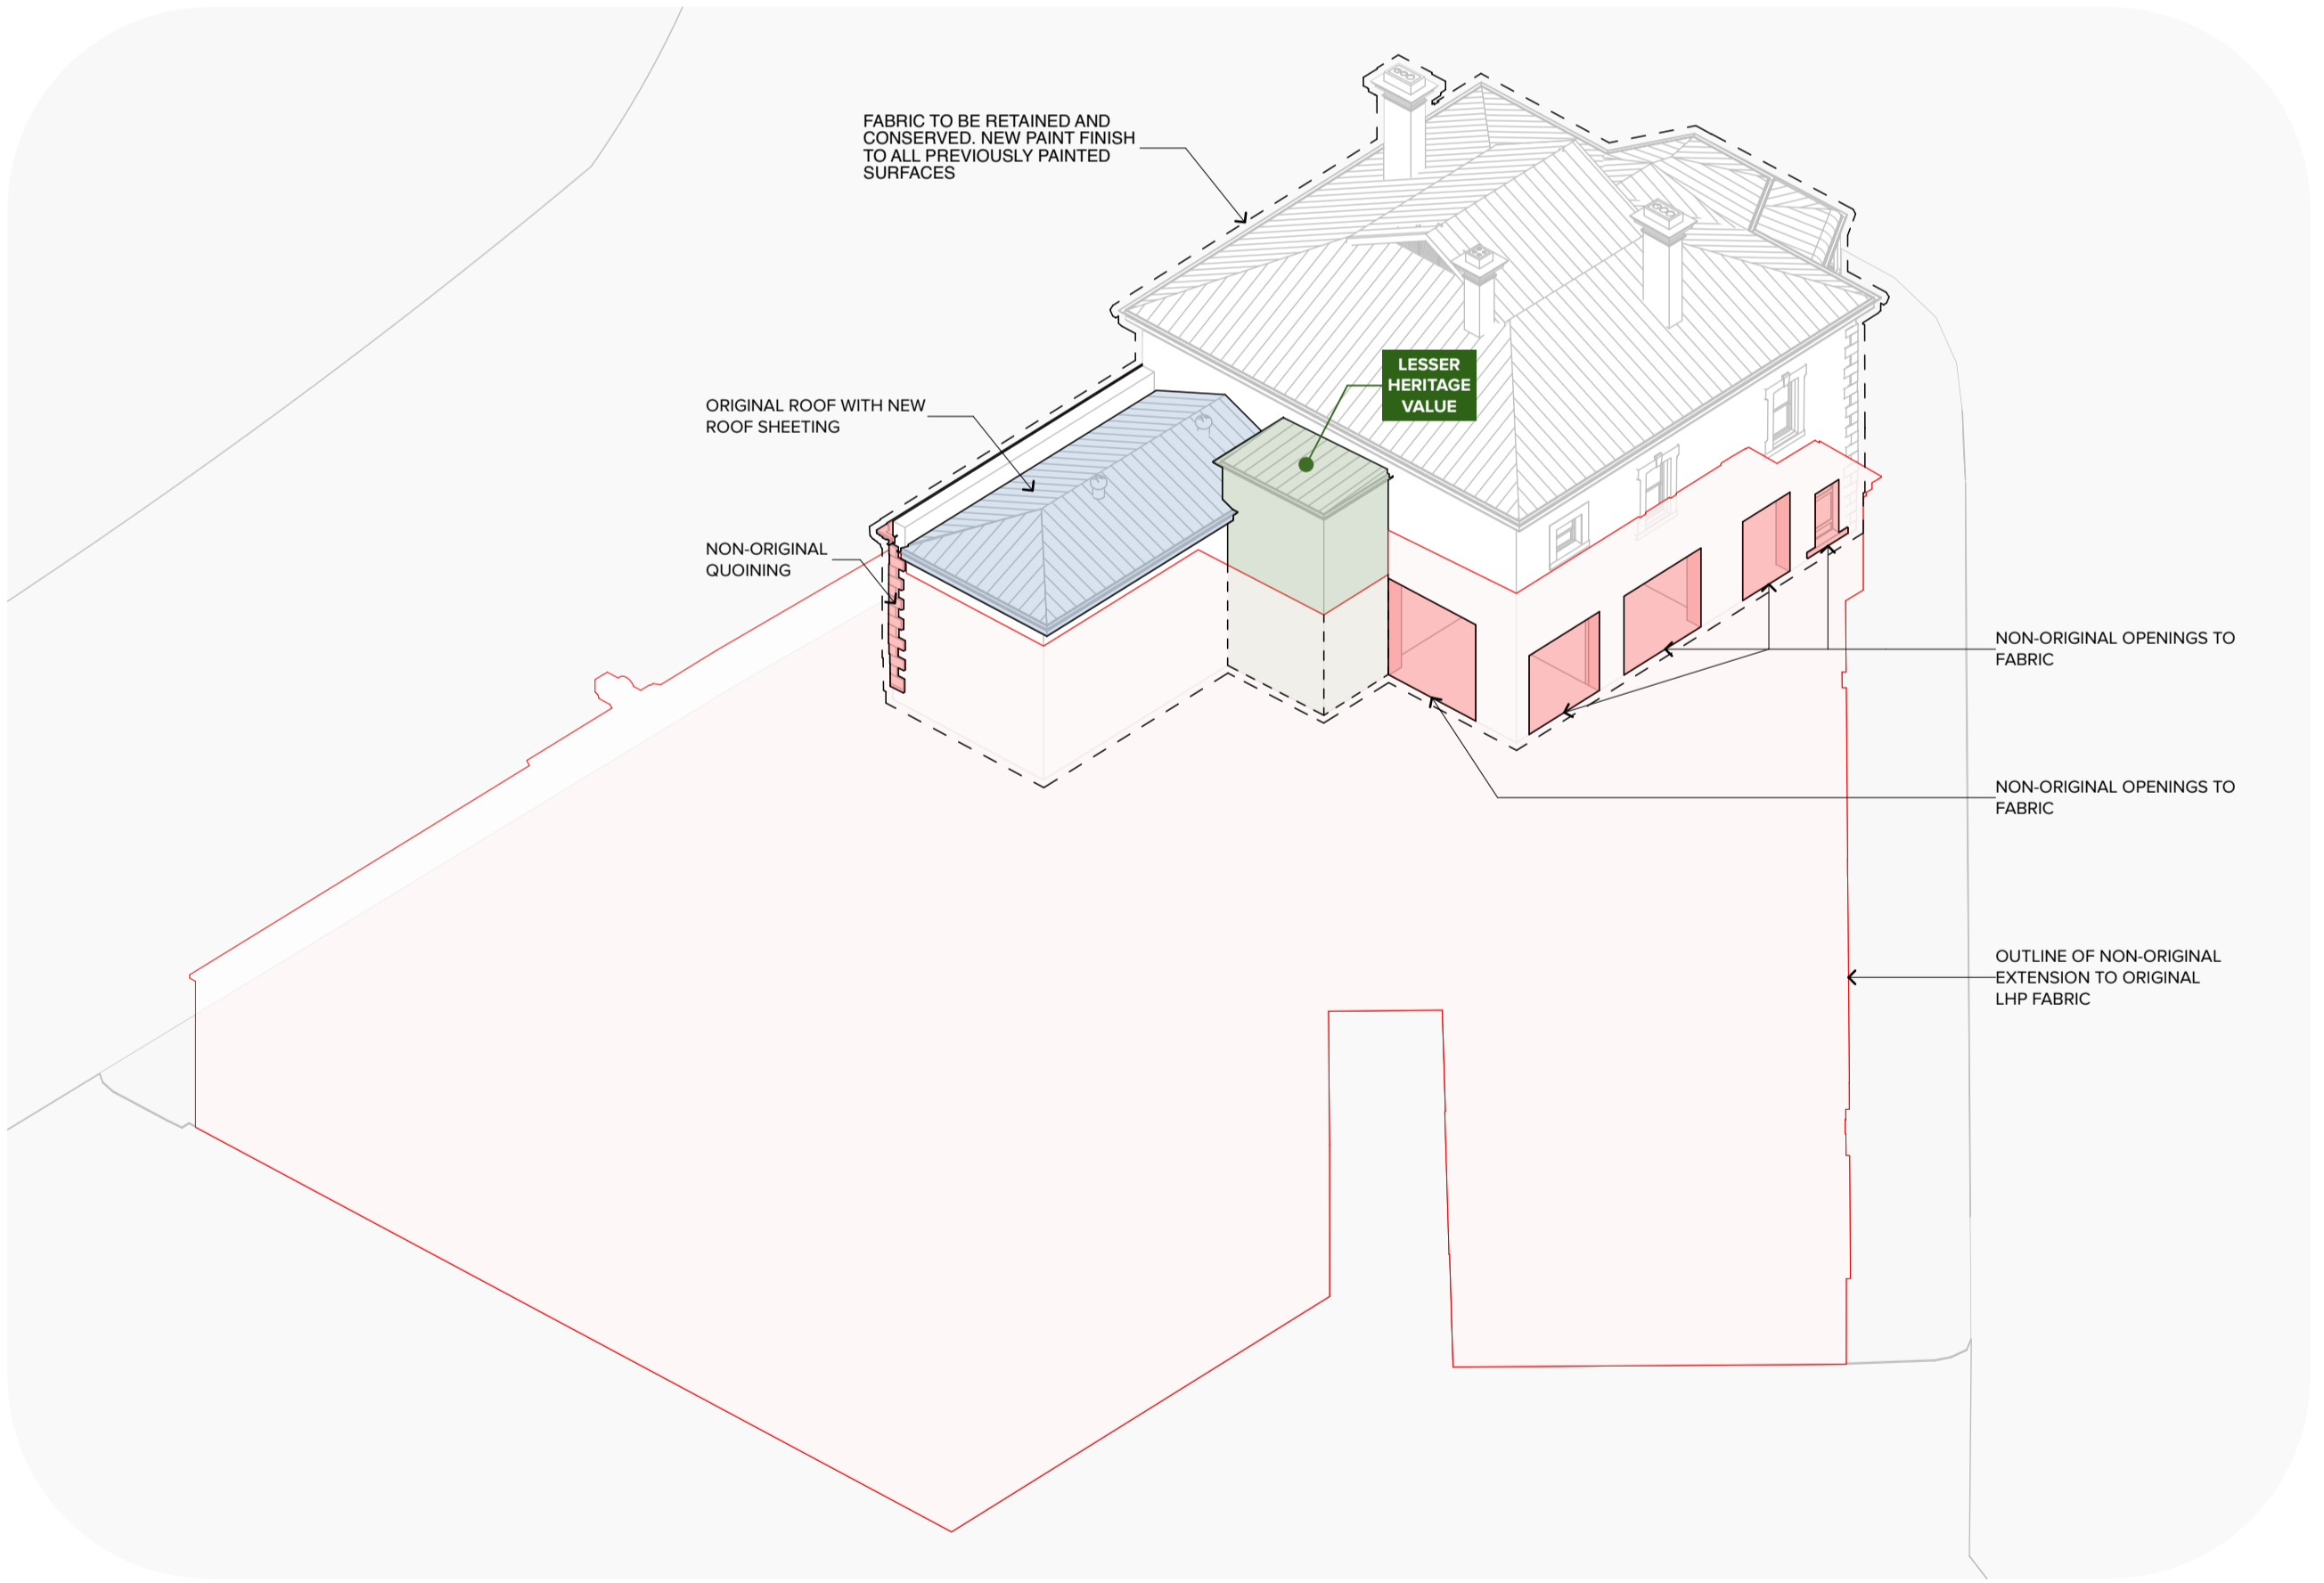 FABRIC TO BE RETAINED AND
CONSERVED. NEW PAINT FINISH
TO ALL PREVIOUSLY PAINTED
SURFACES
LESSER
HERITAGE
VALUE
ORIGINAL ROOF WITH NEW
ROOF SHEETING
NON-ORIGINAL
QUOINING
NON-ORIGINAL OPENINGS TO
FABRIC
NON-ORIGINAL OPENINGS TO
FABRIC
OUTLINE OF NON-ORIGINAL
EXTENSION TO ORIGINAL
LHP FABRIC